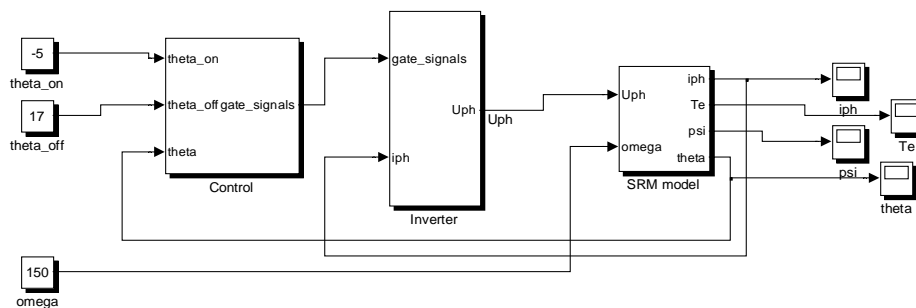 -5
theta_on
17
theta_off
theta_on
theta_off
gate_signals
theta
Control
gate_signals
iph
Uph
Inverter
Uph
Uph
omega
iph
Te
psi
theta
SRM model
iph
Te
psi
theta
150
omega